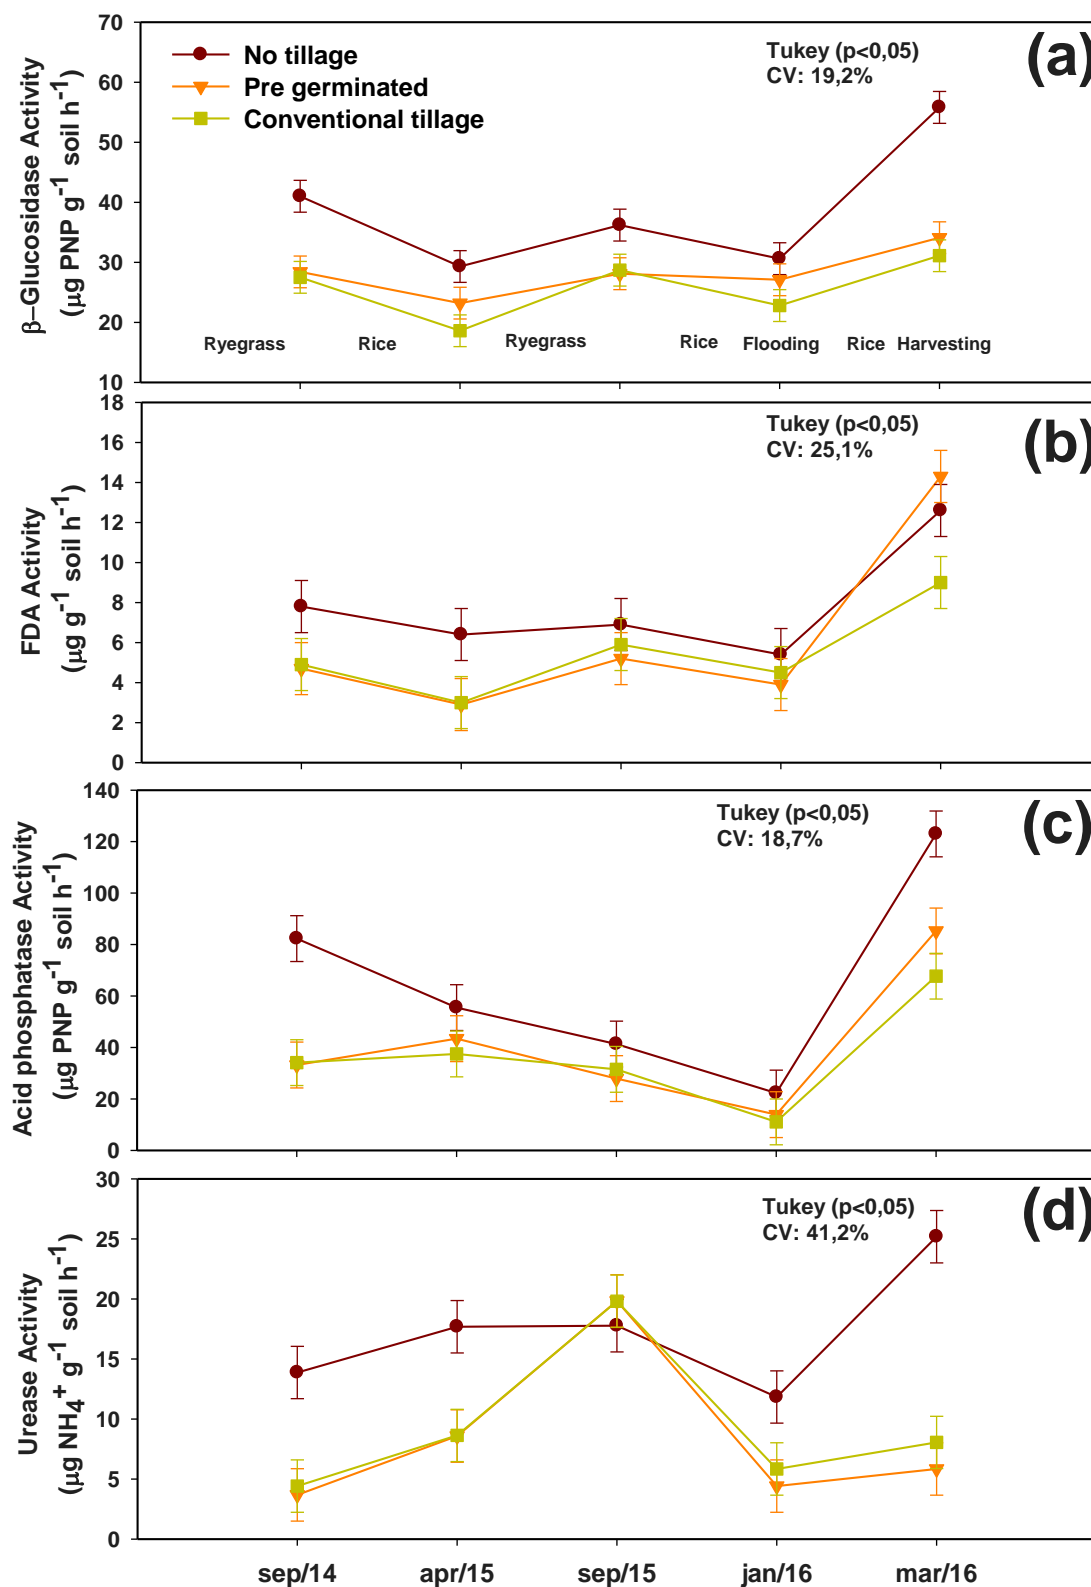 70
60
50
40
30
20
10
β–Glucosidase Activity
(μg PNP g⁻¹ soil h⁻¹)
No tillage
Pre germinated
Conventional tillage
Tukey (p<0,05)
CV: 19,2%
(a)
Ryegrass Rice Ryegrass Rice Flooding Rice Harvesting
18
16
14
12
10
8
6
4
2
0
FDA Activity
(μg g⁻¹ soil h⁻¹)
Tukey (p<0,05)
CV: 25,1%
(b)
140
120
100
80
60
40
20
0
Acid phosphatase Activity
(μg PNP g⁻¹ soil h⁻¹)
Tukey (p<0,05)
CV: 18,7%
(c)
30
25
20
15
10
5
0
Urease Activity
(μg NH₄⁺ g⁻¹ soil h⁻¹)
Tukey (p<0,05)
CV: 41,2%
(d)
sep/14 apr/15 sep/15 jan/16 mar/16